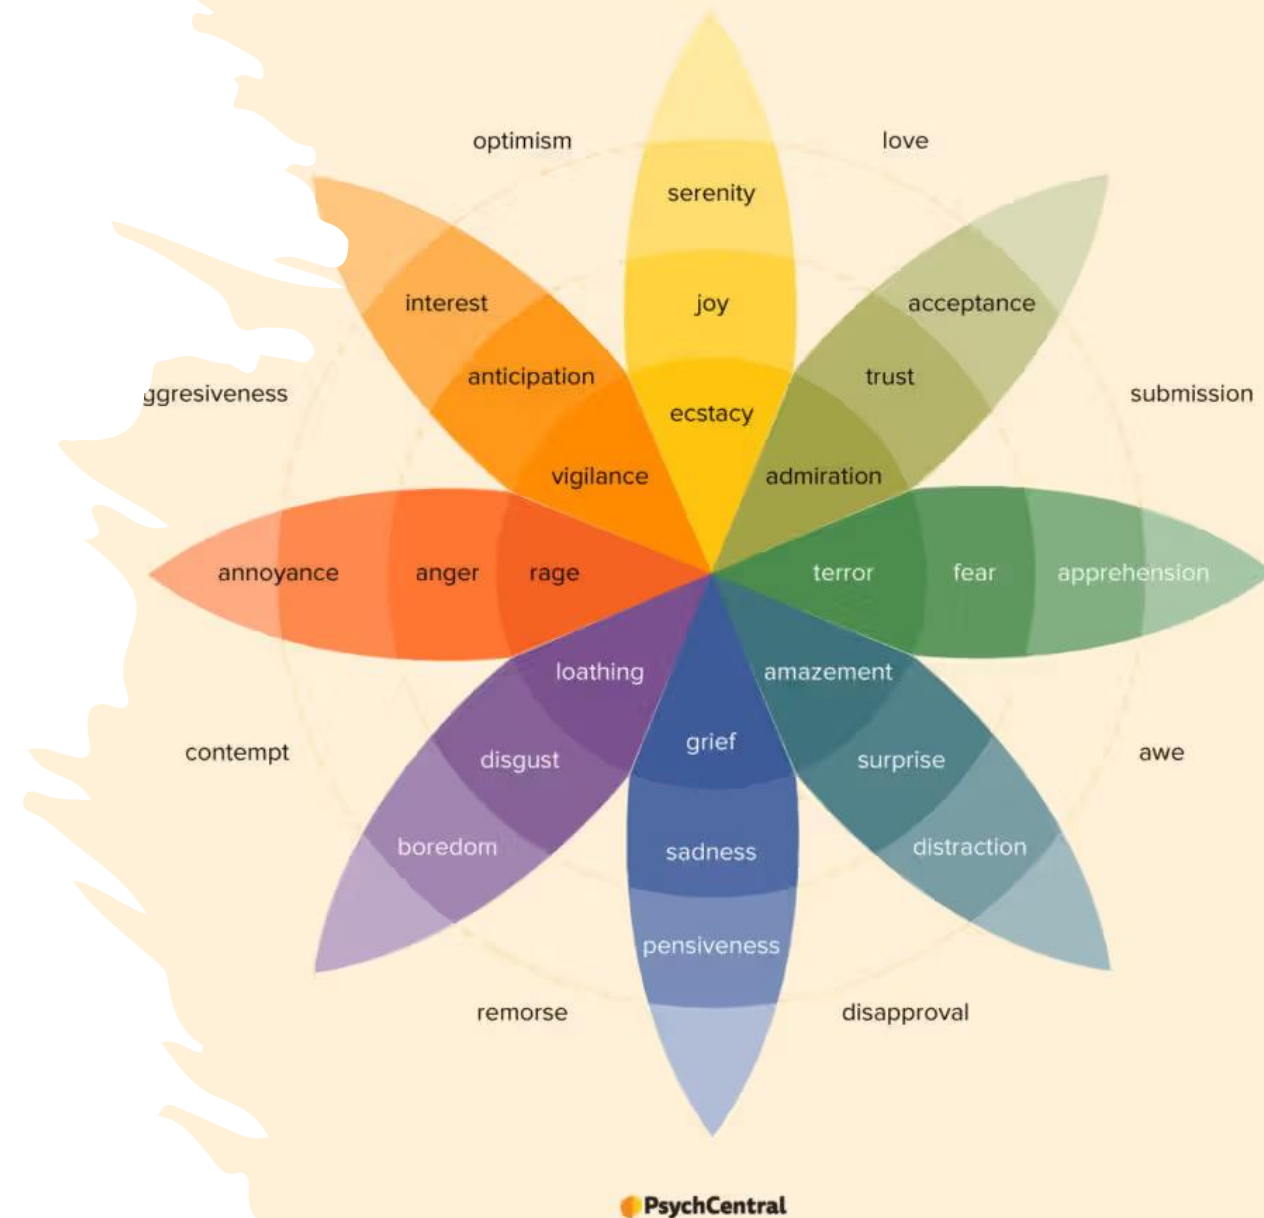 optimism
love
serenity
interest
joy
acceptance
anticipation
trust
ggresiveness
submission
ecstacy
vigilance
admiration
annoyance
anger
rage
terror
fear
apprehension
loathing
amazement
contempt
grief
awe
disgust
surprise
boredom
sadness
distraction
pensiveness
remorse
disapproval
PsychCentral